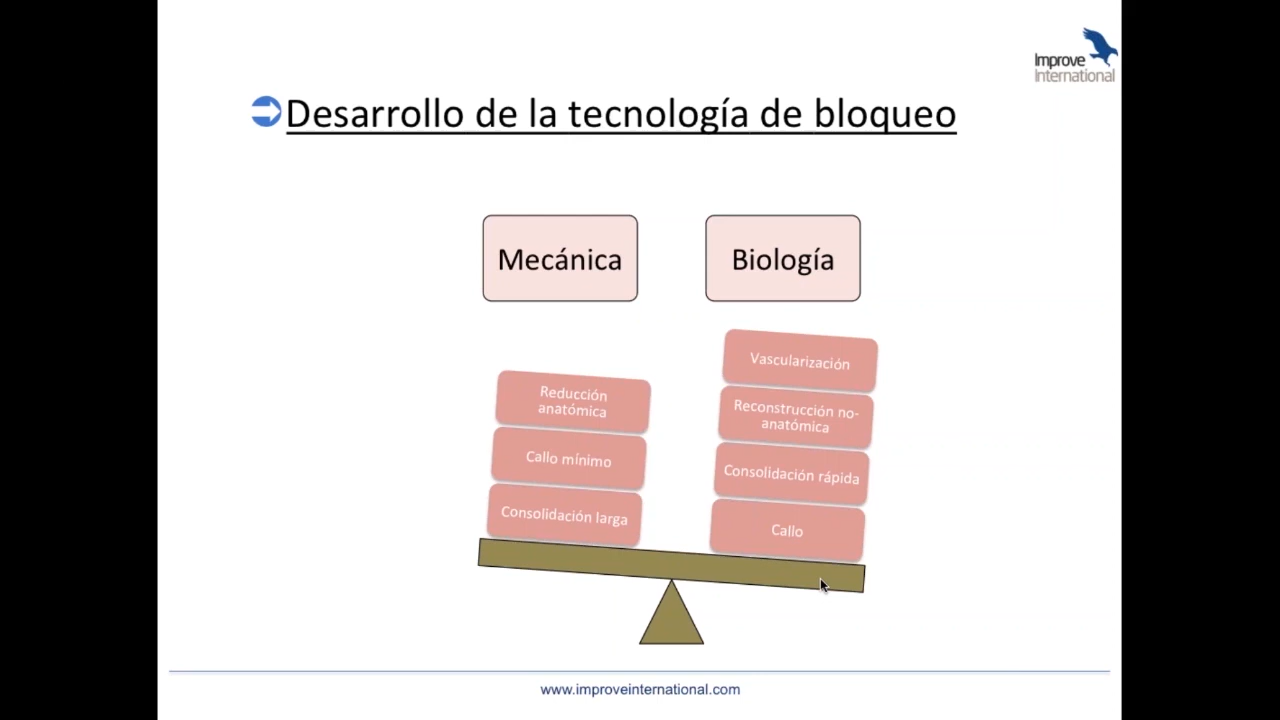 Improve
International
Desarrollo de la tecnología de bloqueo
Mecánica
Biología
Reducción
anatómica
Callo mínimo
Consolidación larga
Vascularización
Reconstrucción no-
anatómica
Consolidación rápida
Callo
www.improveinternational.com